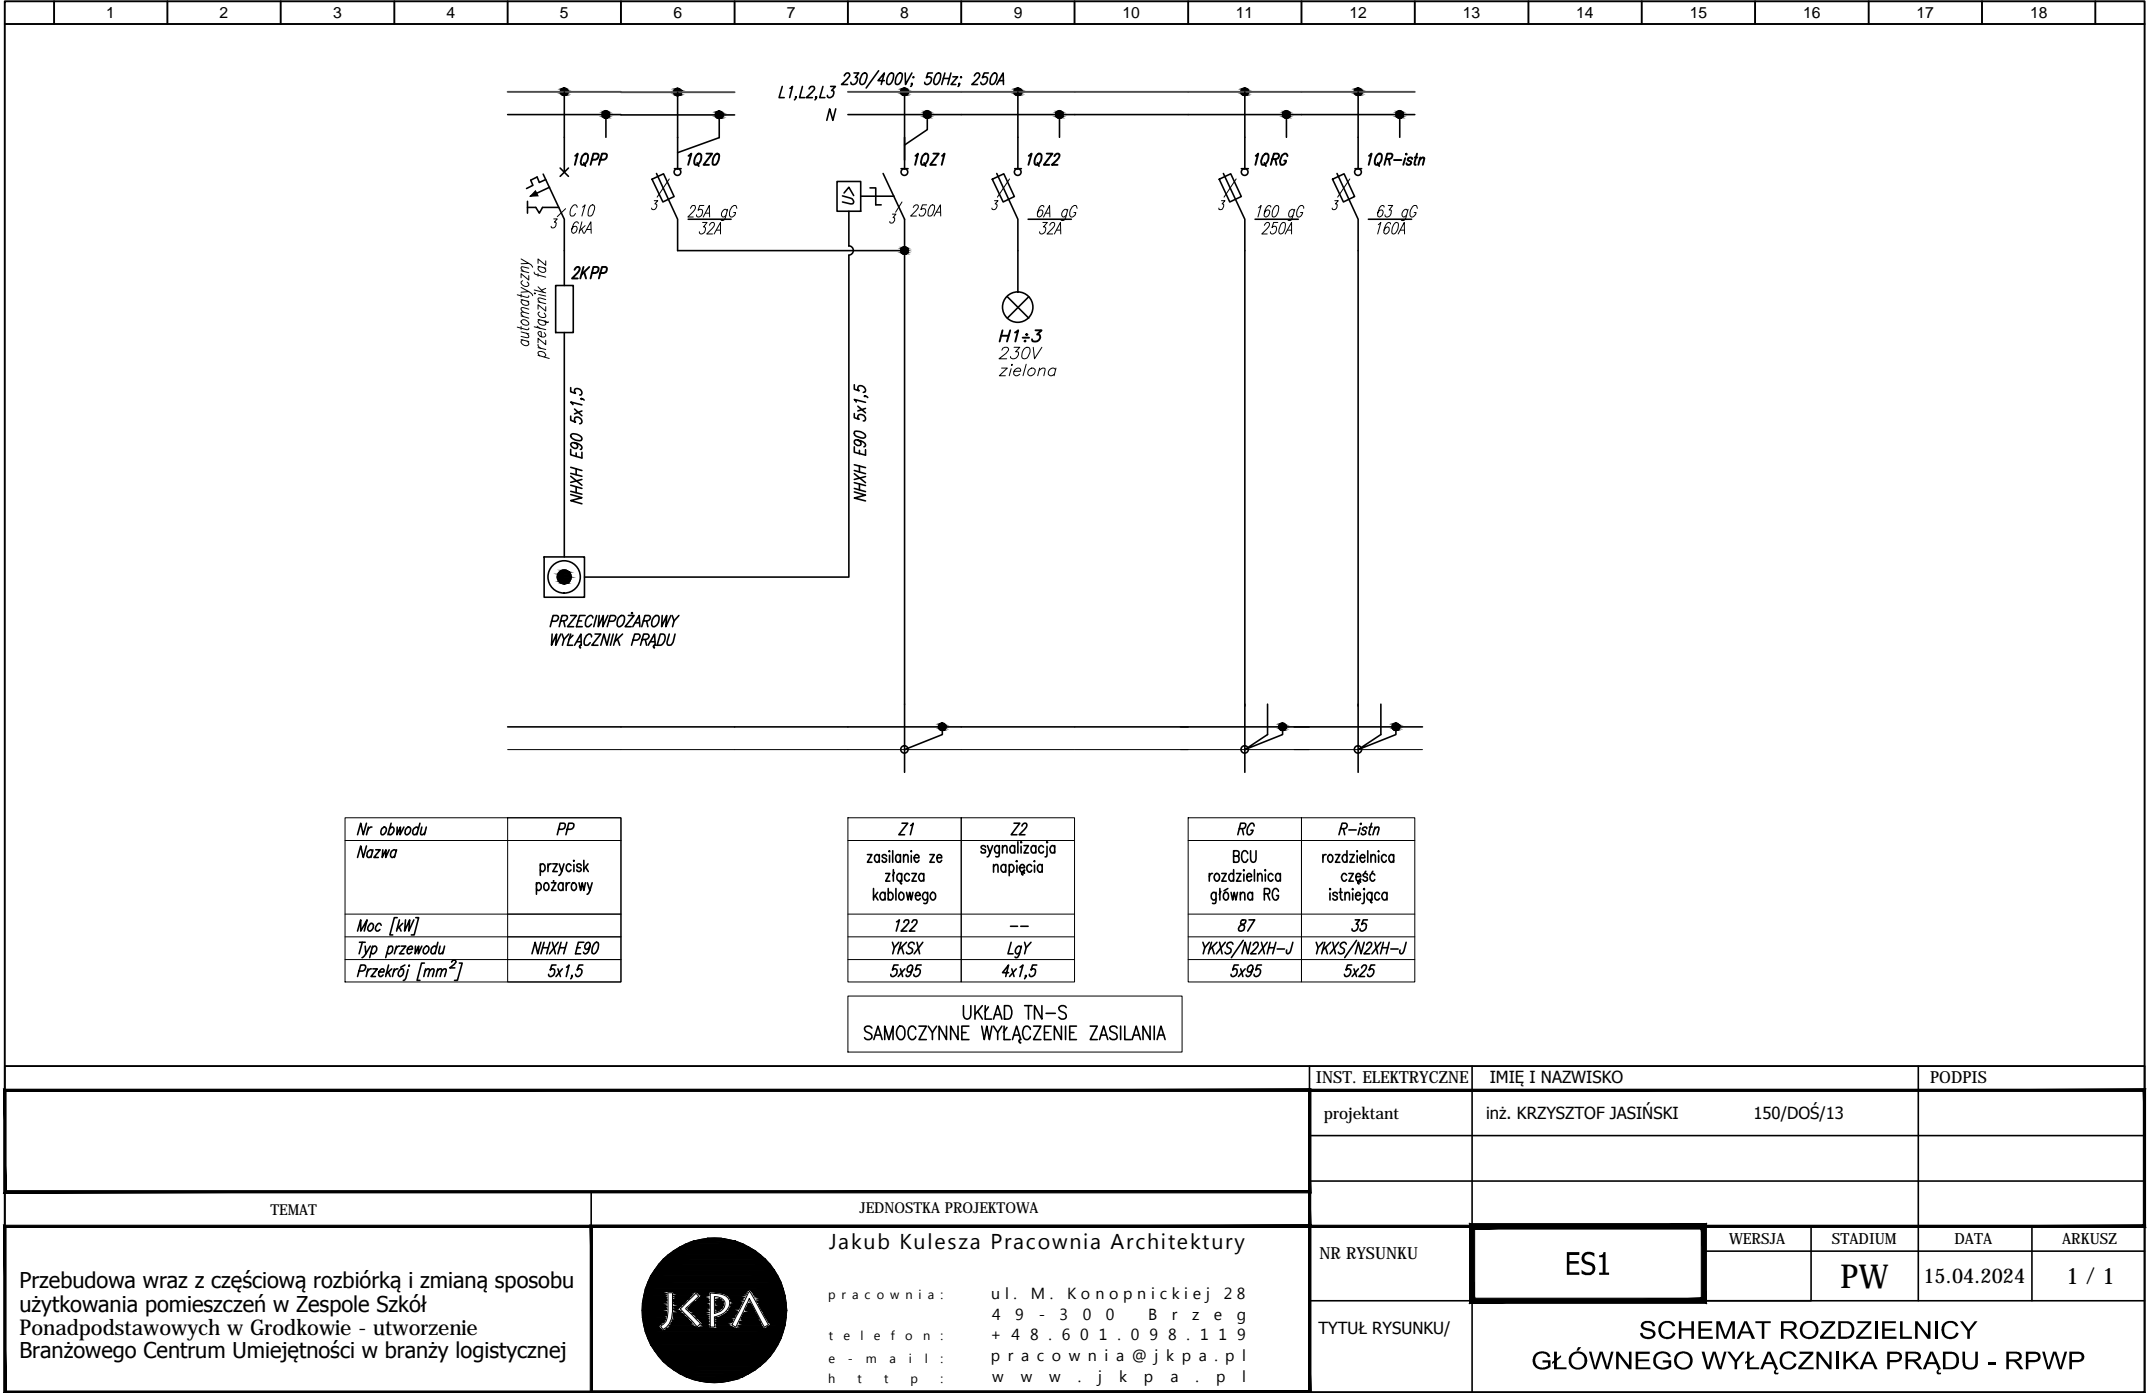 1 2 3 4 5 6 7 8 9 10 11 12 13 14 15 16 17 18
230/400V; 50Hz; 250A
L1,L2,L3
N
1QPP
1QZ0
1QZ1
1QZ2
1QRG
1QR-istn
3
C10
6kA
3
25A gG
32A
3
250A
3
6A gG
32A
3
160 gG
250A
3
63 gG
160A
automatyczny
przełącznik faz
2KPP
H1÷3
230V
zielona
NHXH E90 5x1,5
NHXH E90 5x1,5
PRZECIWPOŻAROWY
WYŁĄCZNIK PRĄDU
Nr obwodu PP Z1 Z2 RG R-istn
Nazwa
przycisk
pożarowy
zasilanie ze
złącza
kablowego
sygnalizacja
napięcia
BCU
rozdzielnica
główna RG
rozdzielnica
część
istniejąca
Moc [kW] 122 -- 87 35
Typ przewodu NHXH E90 YKSX LgY YKXS/N2XH-J YKXS/N2XH-J
Przekrój [mm²] 5x1,5 5x95 4x1,5 5x95 5x25
UKŁAD TN-S
SAMOCZYNNE WYŁĄCZENIE ZASILANIA
INST. ELEKTRYCZNE IMIĘ I NAZWISKO PODPIS
projektant inż. KRZYSZTOF JASIŃSKI 150/DOŚ/13
TEMAT
JEDNOSTKA PROJEKTOWA
Przebudowa wraz z częściową rozbiórką i zmianą sposobu
użytkowania pomieszczeń w Zespole Szkół
Ponadpodstawowych w Grodkowie - utworzenie
Branżowego Centrum Umiejętności w branży logistycznej
JKPA
Jakub Kulesza Pracownia Architektury
pracownia: ul. M. Konopnickiej 28
49-300 Brzeg
telefon: +48.601.098.119
e-mail: pracownia@jkpa.pl
http: www.jkpa.pl
NR RYSUNKU
ES1
WERSJA STADIUM DATA ARKUSZ
PW 15.04.2024 1 / 1
TYTUŁ RYSUNKU/
SCHEMAT ROZDZIELNICY
GŁÓWNEGO WYŁĄCZNIKA PRĄDU - RPWP